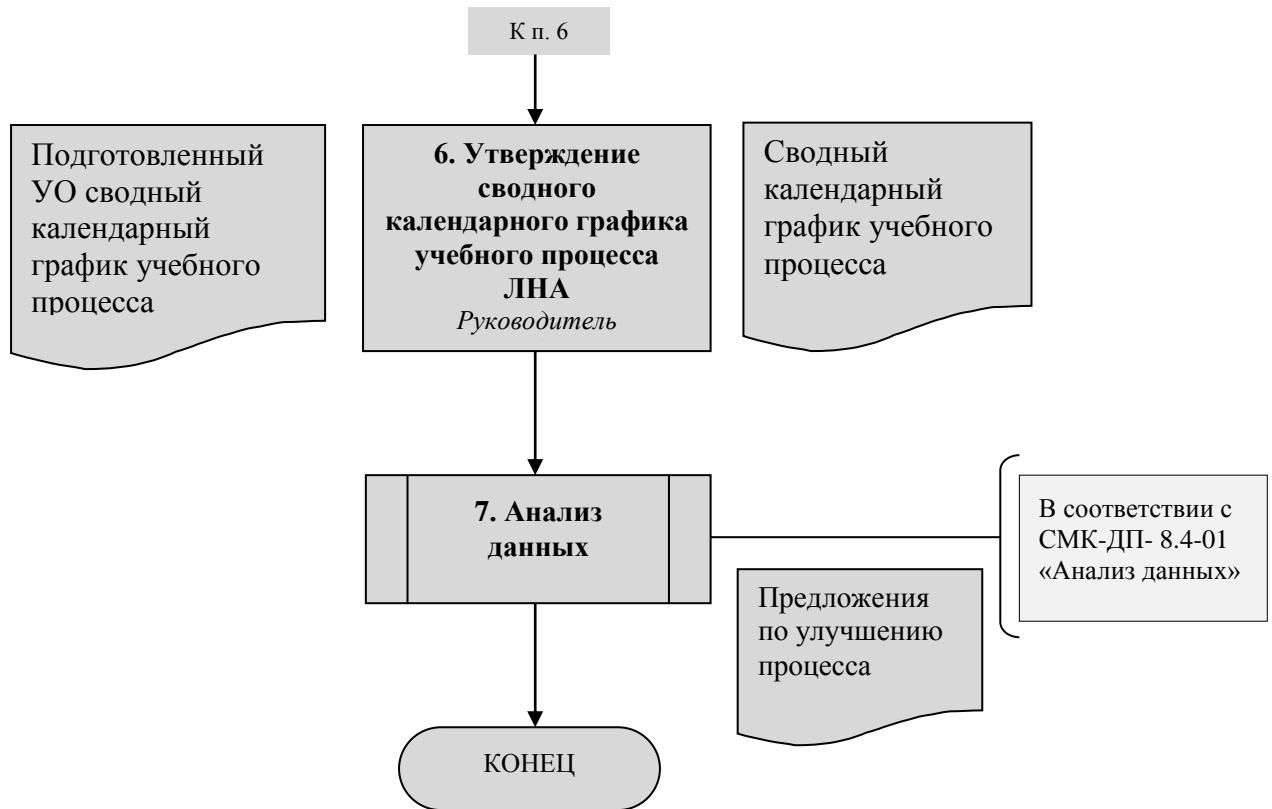 К п. 6
Подготовленный
УО сводный
календарный
график учебного
процесса
6. Утверждение
сводного
календарного графика
учебного процесса
ЛНА
Руководитель
Сводный
календарный
график учебного
процесса
7. Анализ
данных
В соответствии с
СМК-ДП- 8.4-01
«Анализ данных»
Предложения
по улучшению
процесса
КОНЕЦ